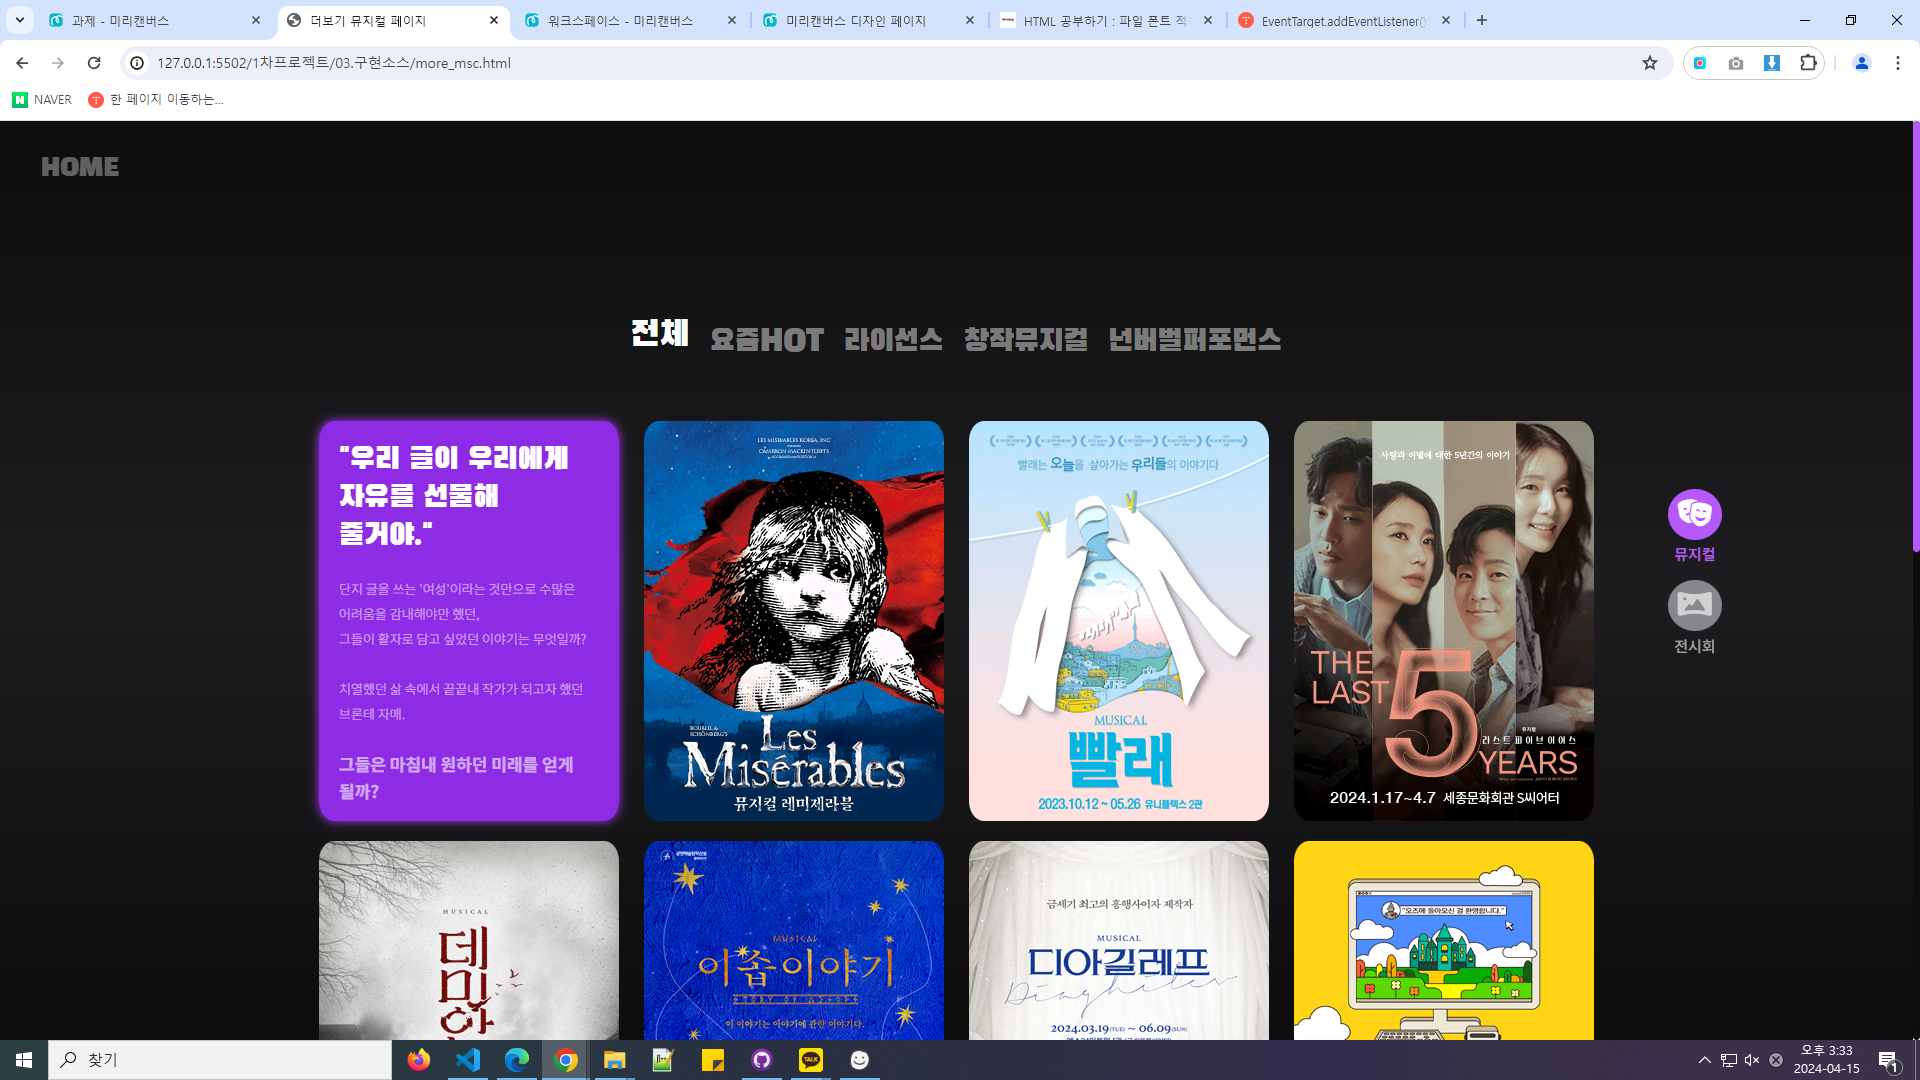 과제 - 미리캔버스
더보기 뮤지컬 페이지
워크스페이스 - 미리캔버스
미리캔버스 디자인 페이지
HTML 공부하기 : 파일 폰트 적
EventTarget.addEventListener()
127.0.0.1:5502/1차프로젝트/03.구현소스/more_msc.html
NAVER
한 페이지 이동하는...
HOME
전체
요즘HOT
라이선스
창작뮤지컬
넌버벌퍼포먼스
"우리 글이 우리에게
자유를 선물해
줄거야."
단지 글을 쓰는 '여성'이라는 것만으로 수많은
어려움을 감내해야만 했던,
그들이 활자로 담고 싶었던 이야기는 무엇일까?
치열했던 삶 속에서 끝끝내 작가가 되고자 했던
브론테 자매.
그들은 마침내 원하던 미래를 얻게
될까?
LES MISERABLES KOREA, INC
PRESENTS
CAMERON MACKINTOSH'S
BOUBLIL &
SCHÖNBERG'S
Les
Misérables
뮤지컬 레미제라블
빨래는 오늘을 살아가는 우리들의 이야기다
MUSICAL
빨래
2023.10.12 ~ 05.26 유니플렉스 2관
사랑과 이별에 대한 5년간의 이야기
THE
LAST
5
뮤지컬
라스트 파이브 이어스
YEARS
2024.1.17~4.7 세종문화회관 S씨어터
뮤지컬
전시회
MUSICAL
데미안
MUSICAL
이솝이야기
STORY OF AESOPS
이 이야기는 이야기에 관한 이야기다.
금세기 최고의 흥행사이자 제작자
MUSICAL
디아길레프
Diaghilev
2024.03.19(TUE) ~ 06.09(SUN)
"오즈에 돌아오신 걸 환영합니다."
찾기
TALK
오후 3:33
2024-04-15
1